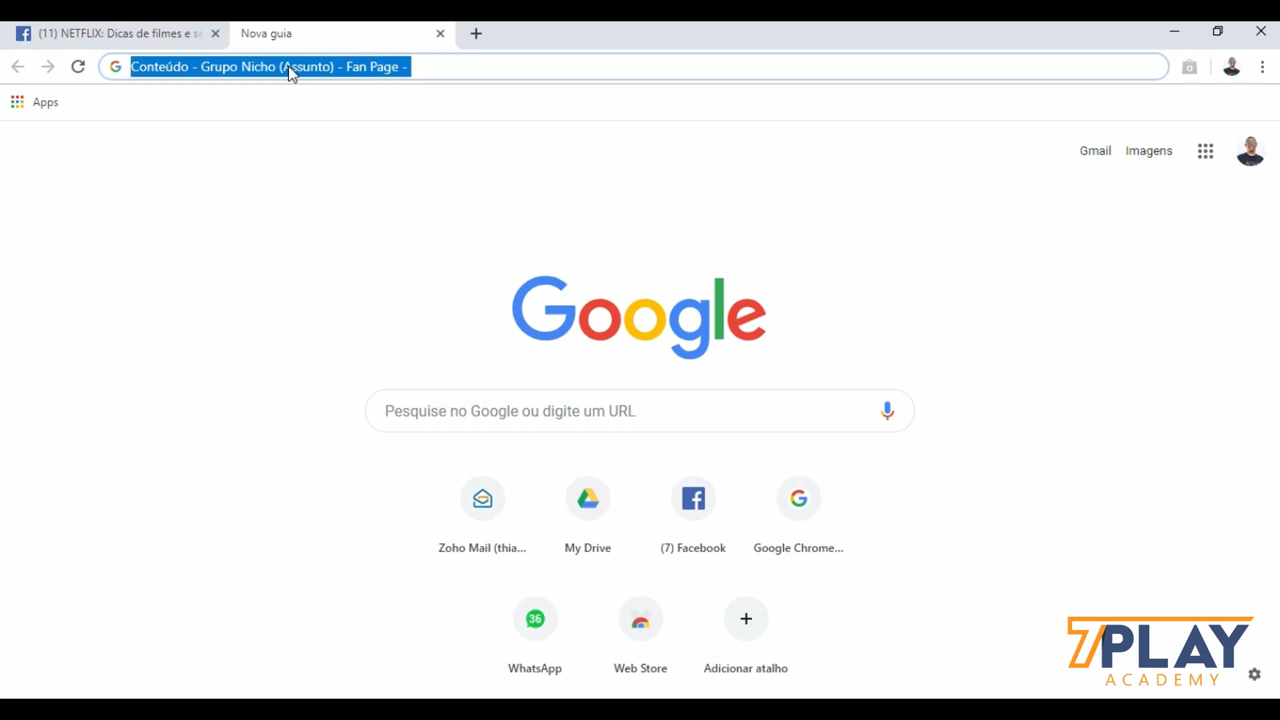 (11) NETFLIX: Dicas de filmes e sé
Nova guia
Conteúdo - Grupo Nicho (Assunto) - Fan Page -
Apps
Gmail
Imagens
Google
Pesquise no Google ou digite um URL
Zoho Mail (thia...
My Drive
(7) Facebook
Google Chrome...
36
WhatsApp
Web Store
Adicionar atalho
7PLAY
ACADEMY